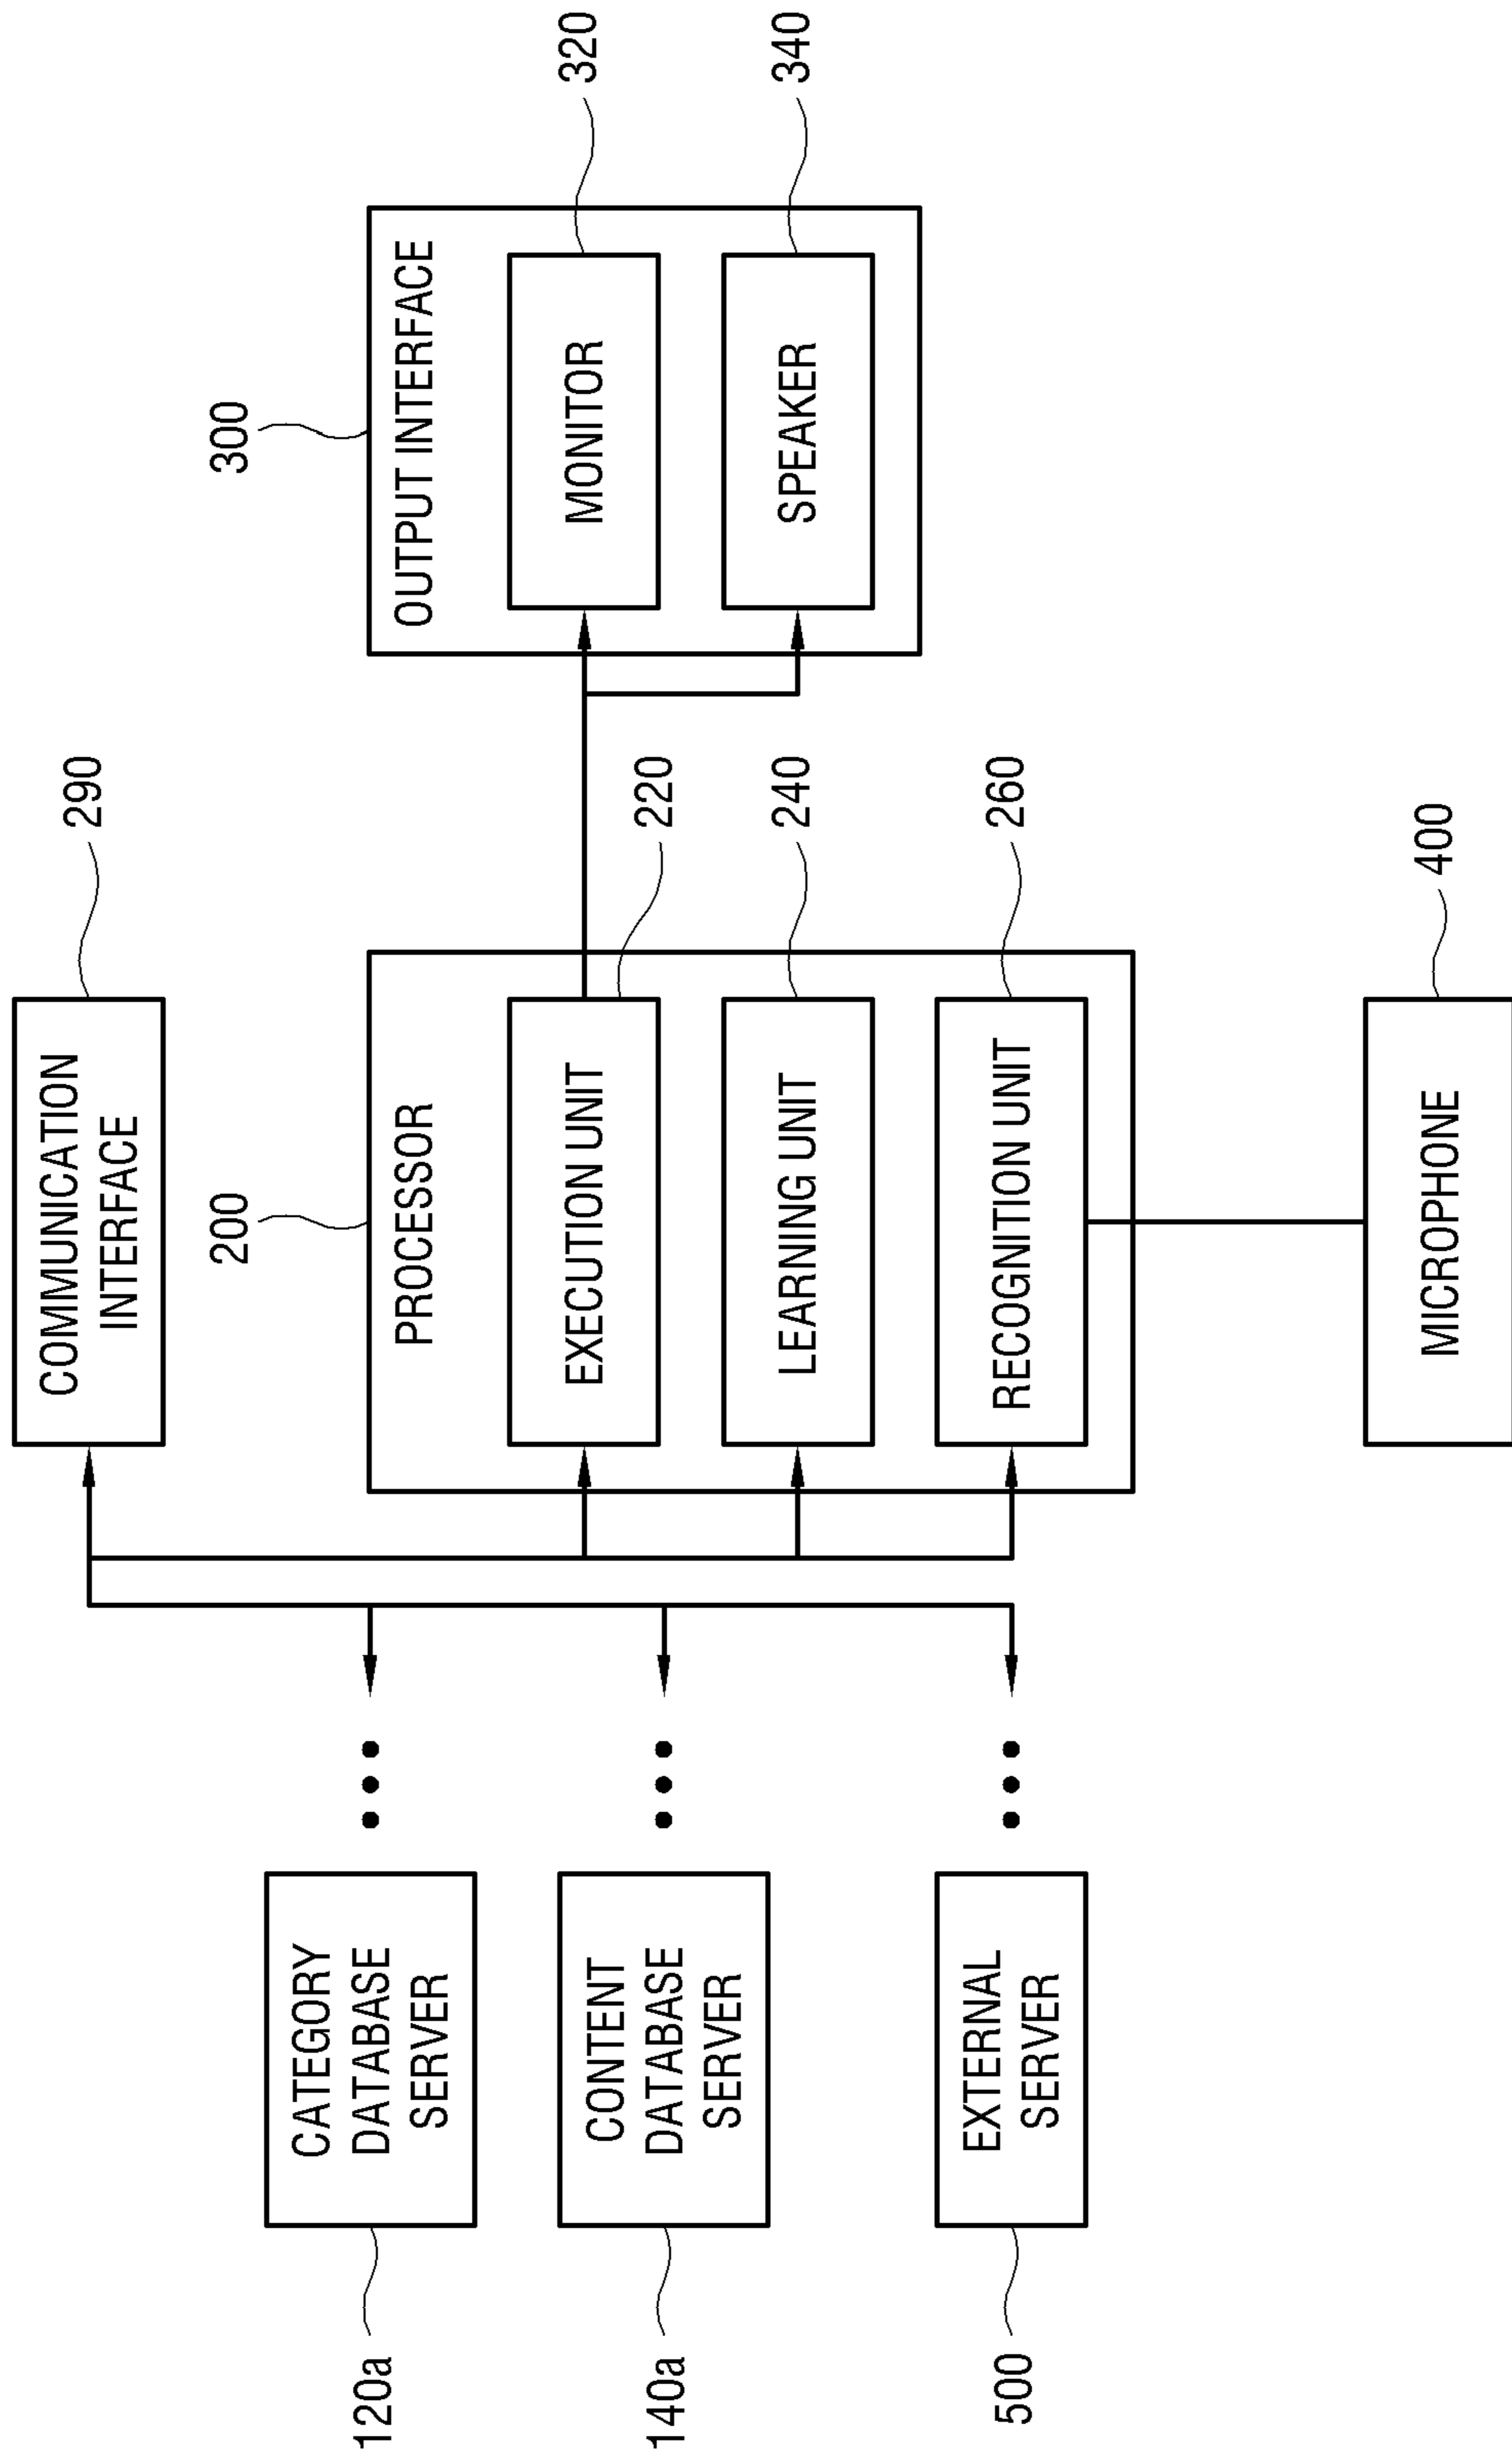 290
COMMUNICATION
INTERFACE
120a
CATEGORY
DATABASE
SERVER
140a
CONTENT
DATABASE
SERVER
500
EXTERNAL
SERVER
200
PROCESSOR
EXECUTION UNIT
220
LEARNING UNIT
240
RECOGNITION UNIT
260
300
OUTPUT INTERFACE
MONITOR
320
SPEAKER
340
MICROPHONE
400